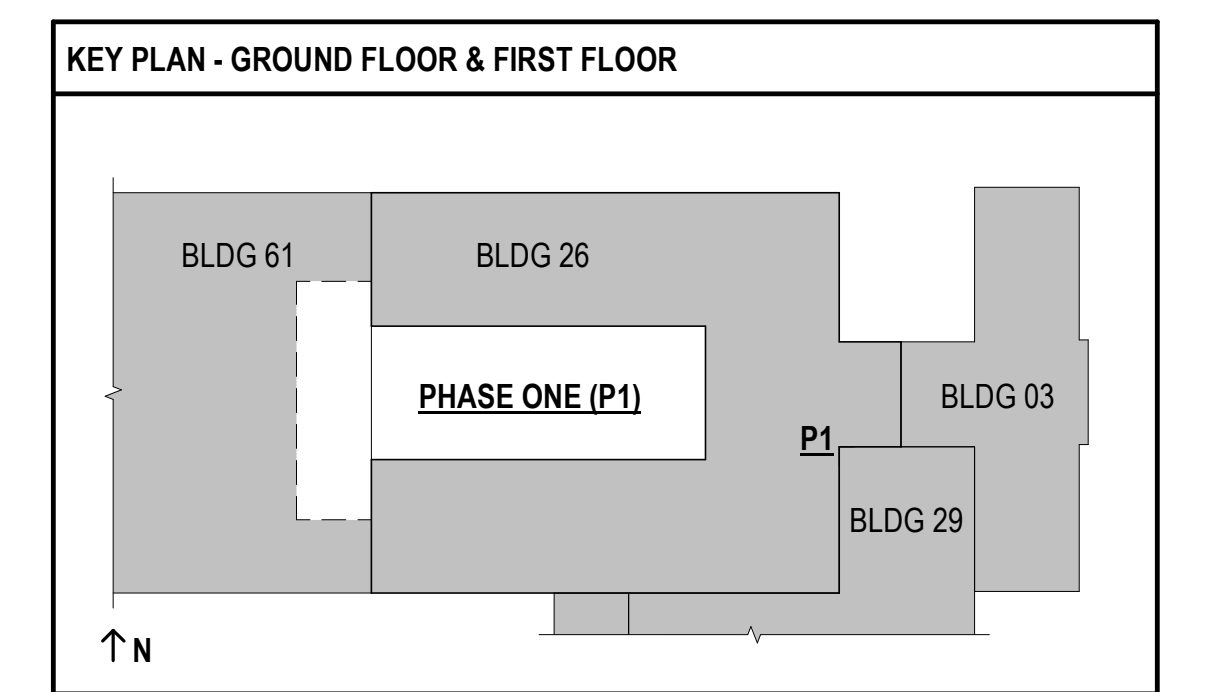 KEY PLAN - GROUND FLOOR & FIRST FLOOR
BLDG 61
BLDG 26
PHASE ONE (P1)
BLDG 03
P1
BLDG 29
N